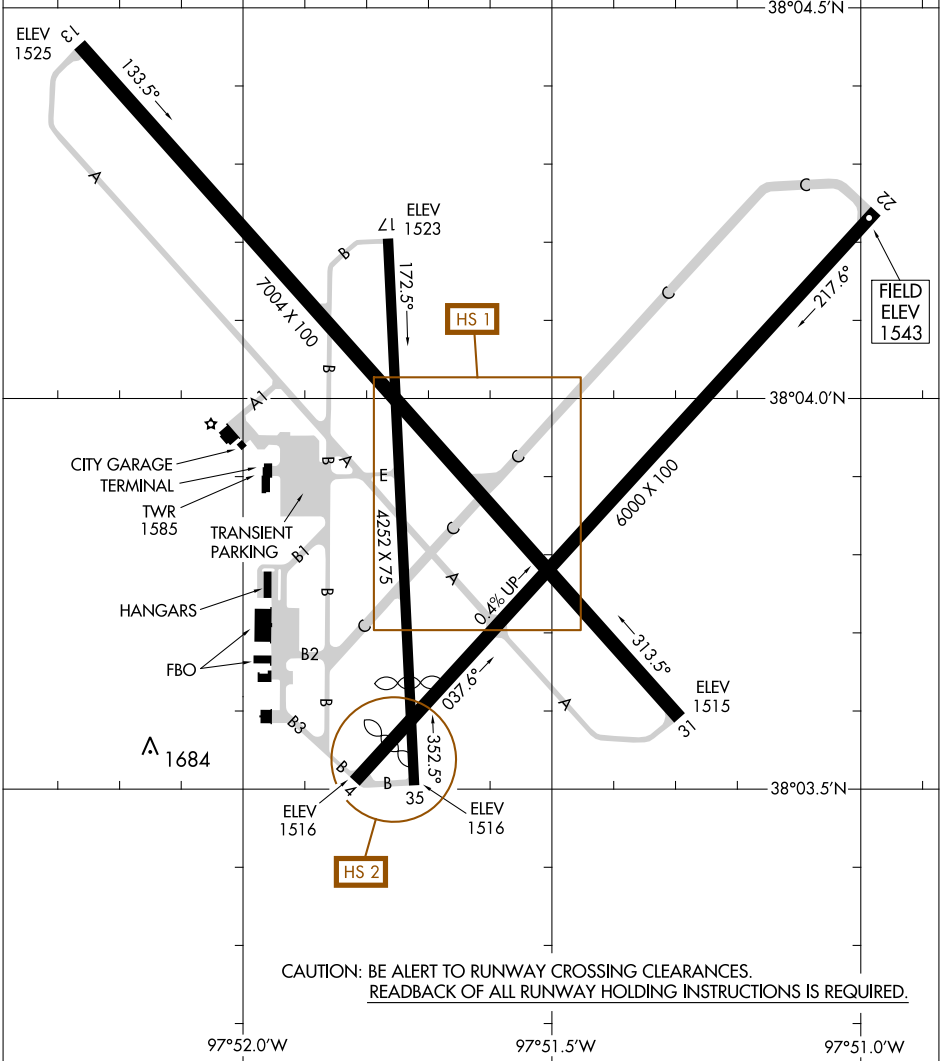 38°04.5'N
ELEV
1525
13
133.5°
A
C
22
ELEV
1523
17
B
172.5°
217.6°
FIELD
ELEV
1543
C
7004 X 100
HS 1
B
38°04.0'N
A1
CITY GARAGE
TERMINAL
TWR
1585
B
A
E
C
6000 X 100
4252 X 75
TRANSIENT
PARKING
C
B1
A
0.4% UP
HANGARS
B
C
313.5°
FBO
B2
037.6°
ELEV
1515
31
A
B
B3
352.5°
1684
B
B
4
35
38°03.5'N
ELEV
1516
ELEV
1516
HS 2
CAUTION: BE ALERT TO RUNWAY CROSSING CLEARANCES.
READBACK OF ALL RUNWAY HOLDING INSTRUCTIONS IS REQUIRED.
97°52.0'W
97°51.5'W
97°51.0'W